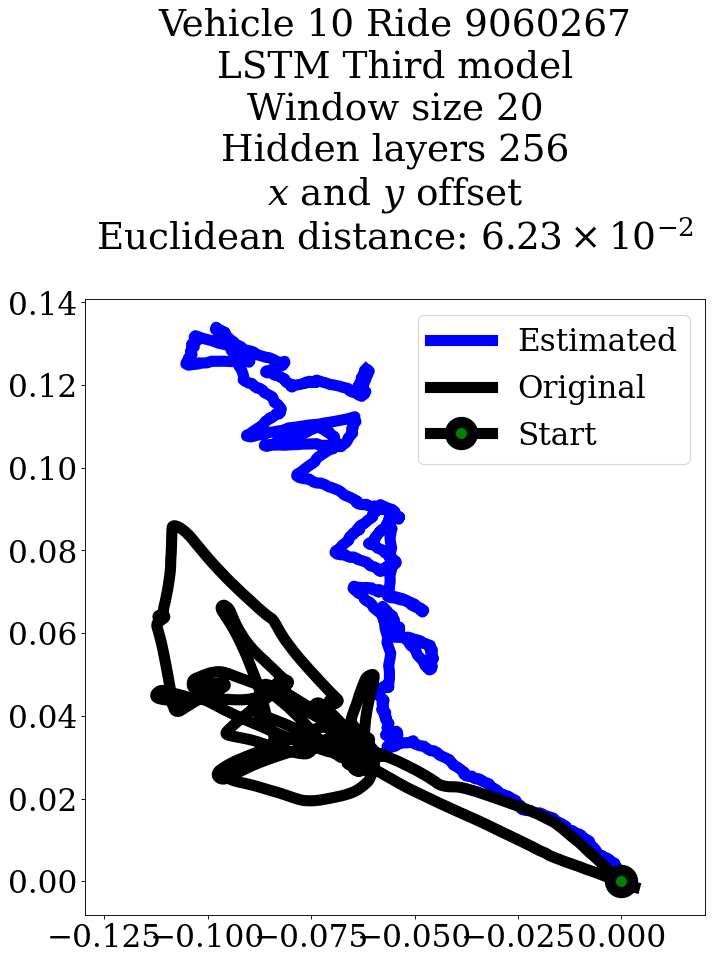 Vehicle 10 Ride 9060267
LSTM Third model
Window size 20
Hidden layers 256
x and y offset
Euclidean distance: 6.23 × 10⁻²
0.14
0.12
0.10
0.08
0.06
0.04
0.02
0.00
Estimated
Original
Start
−0.125 −0.100 −0.075 −0.050 −0.025 0.000